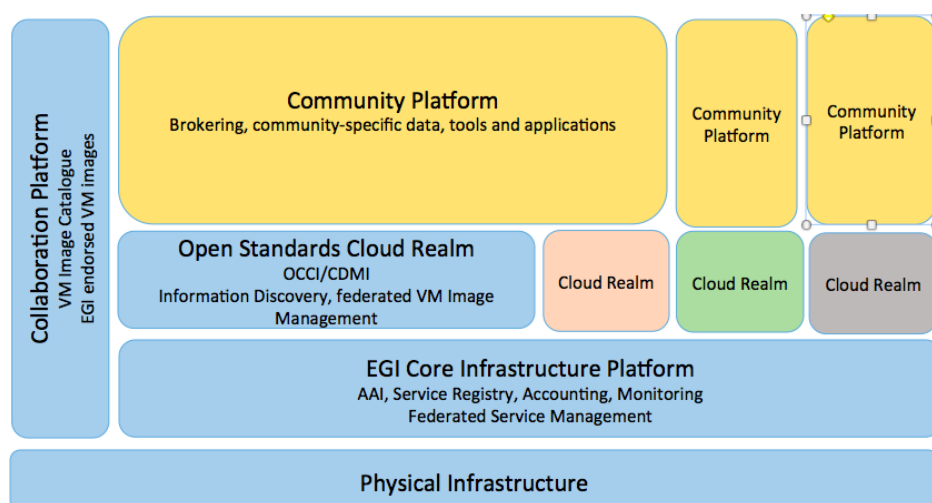 Collaboration Platform
VM Image Catalogue
EGI endorsed VM images
Community Platform
Brokering, community-specific data, tools and applications
Community
Platform
Community
Platform
Open Standards Cloud Realm
OCCI/CDMI
Information Discovery, federated VM Image
Management
Cloud Realm
Cloud Realm
Cloud Realm
EGI Core Infrastructure Platform
AAI, Service Registry, Accounting, Monitoring
Federated Service Management
Physical Infrastructure